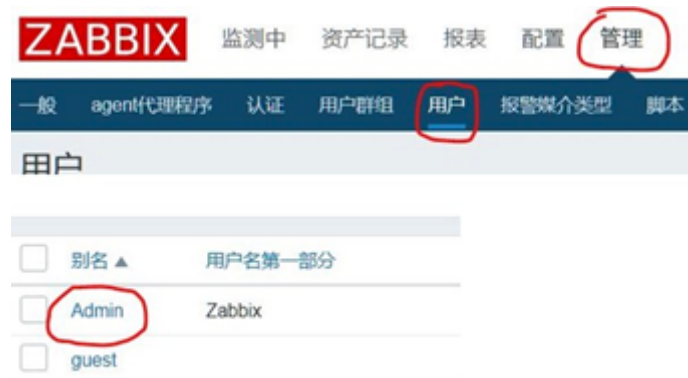 ZABBIX 监测中 资产记录 报表 配置 管理
一般 agent代理程序 认证 用户群组 用户 报警媒介类型 脚本
用户
别名▲ 用户名第一部分
Admin Zabbix
guest